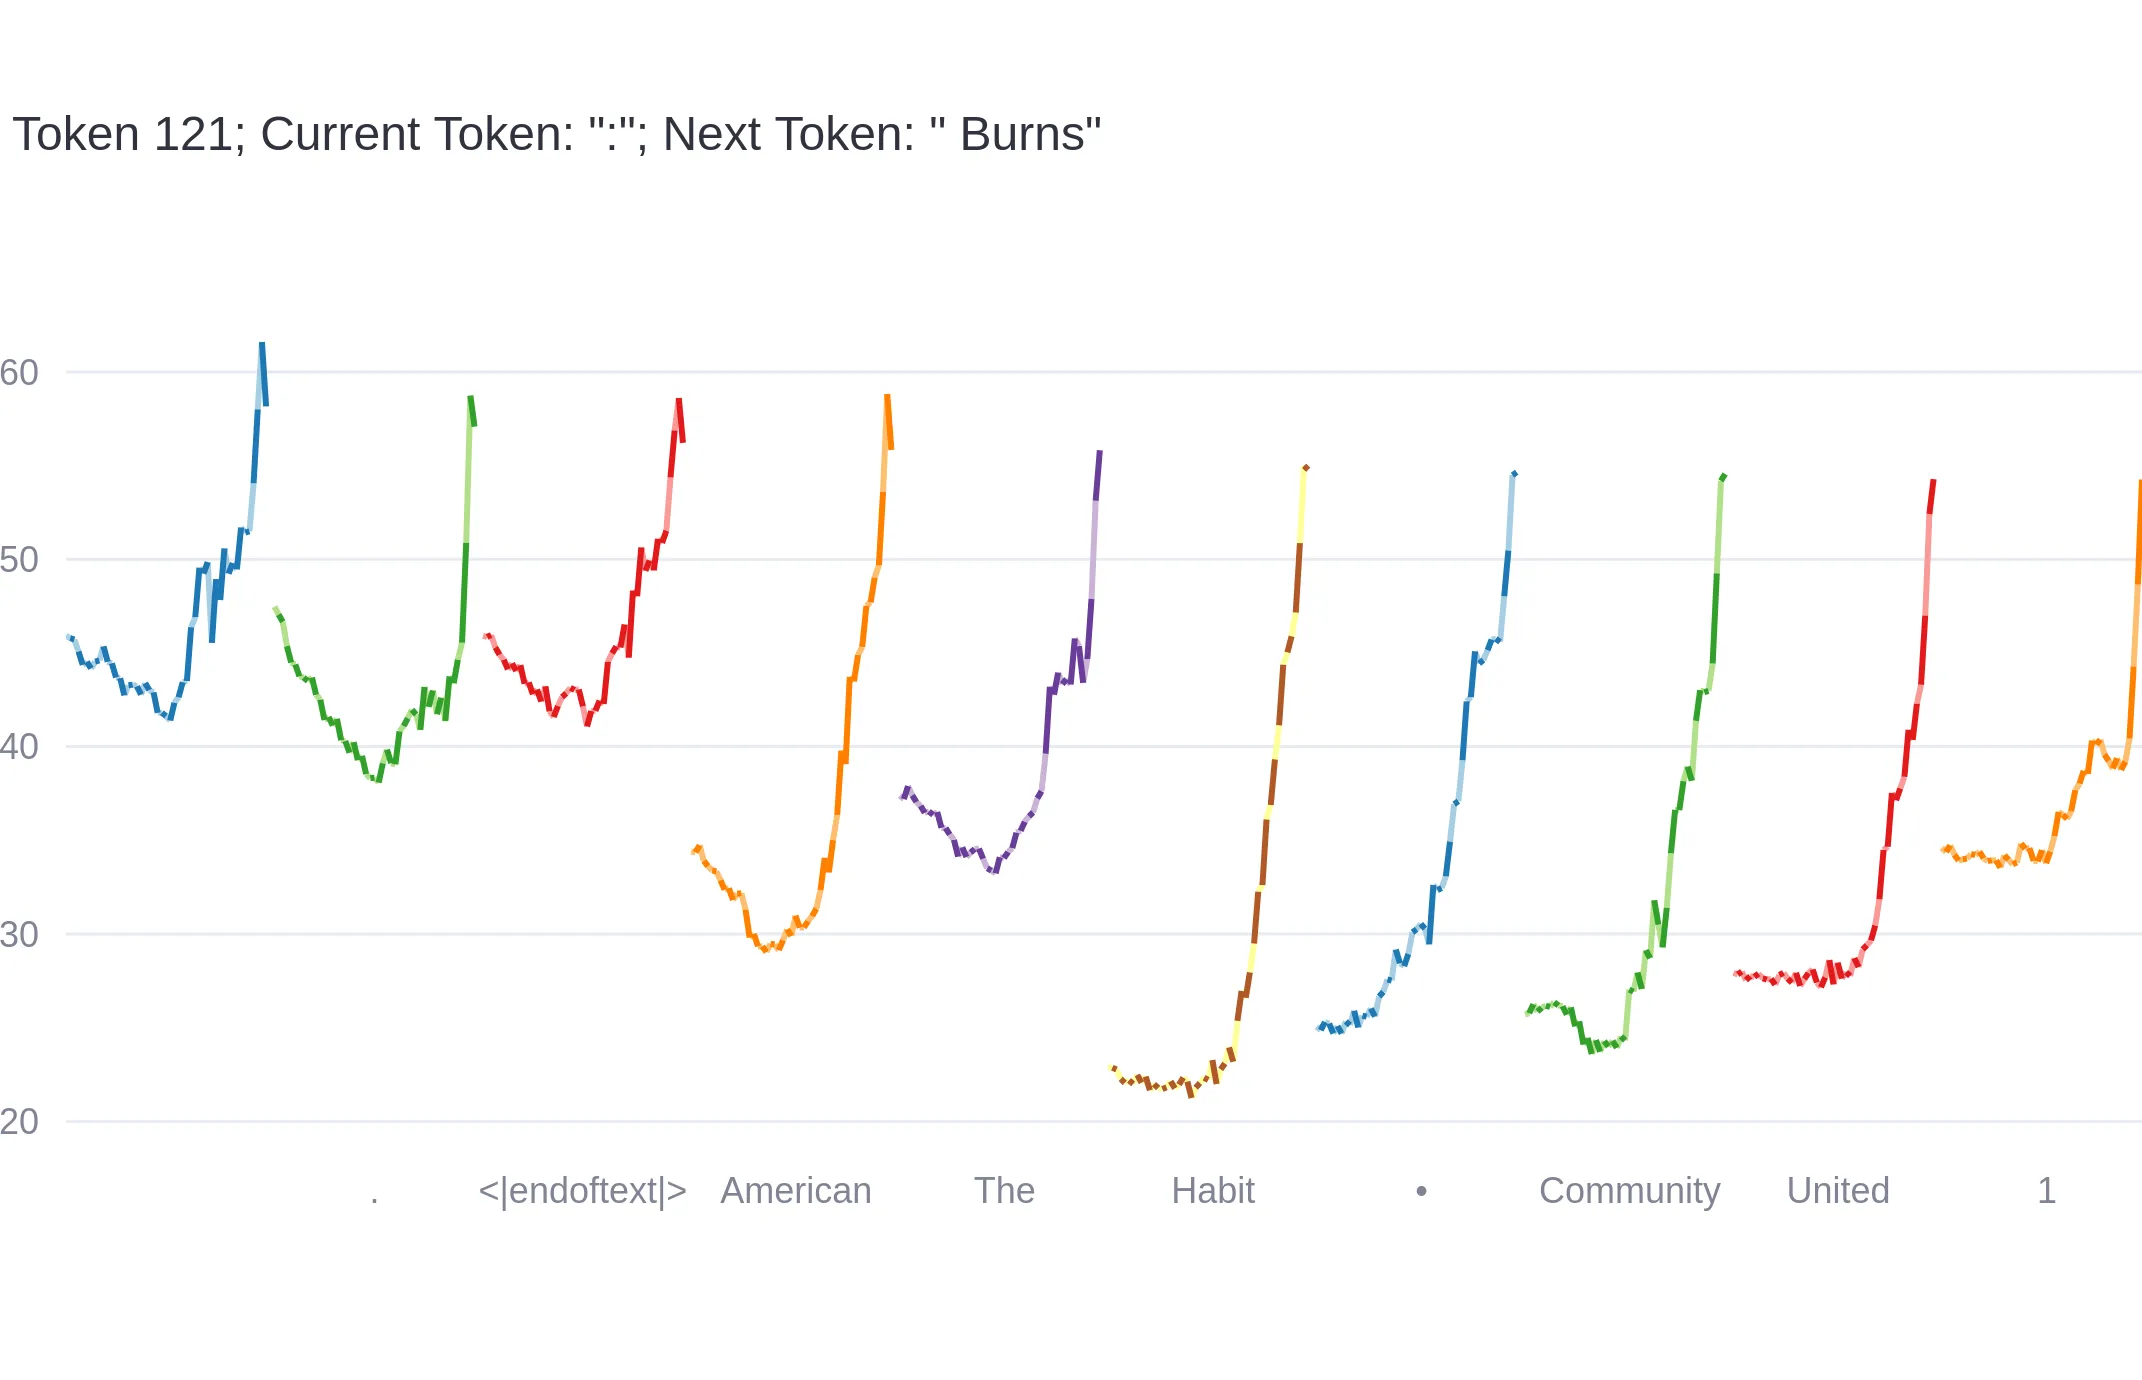 Token 121; Current Token: ":"; Next Token: " Burns"
60
50
40
30
20
. <|endoftext|> American The Habit • Community United 1